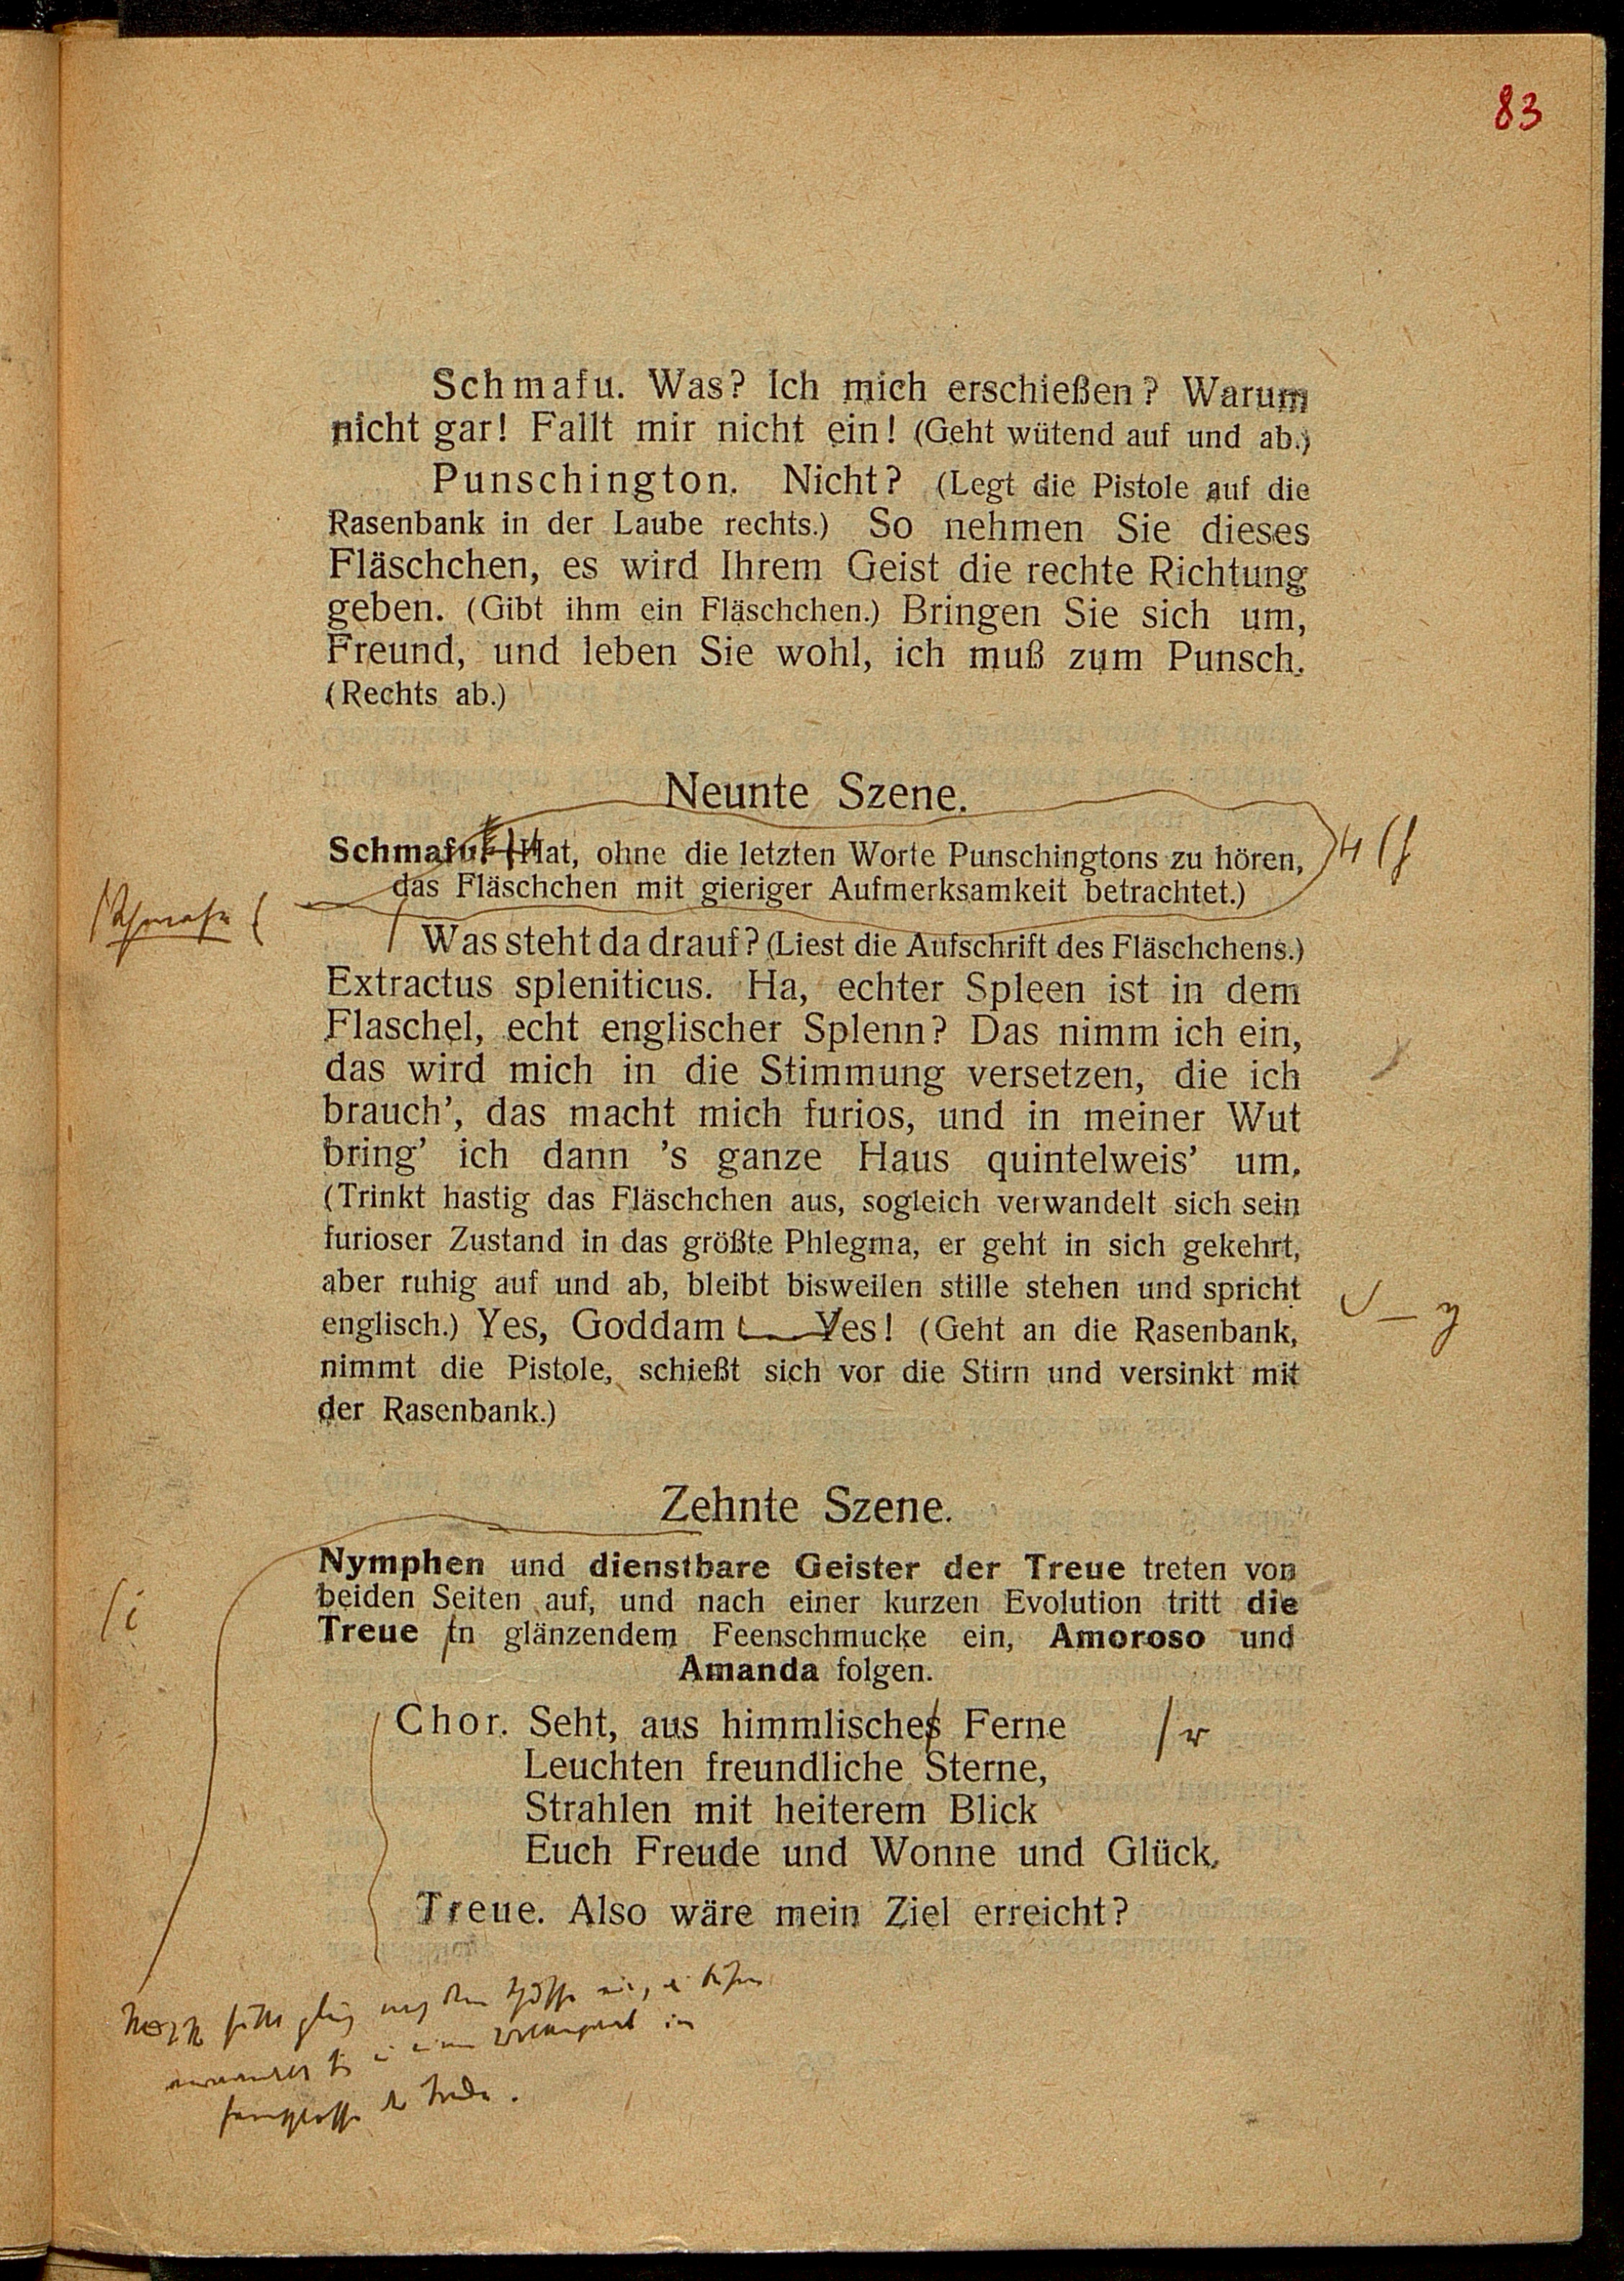 83
Schmafu. Was? Ich mich erschießen? Warum
nicht gar! Fallt mir nicht ein! (Geht wütend auf und ab.)
Punschington. Nicht? (Legt die Pistole auf die
Rasenbank in der Laube rechts.) So nehmen Sie dieses
Fläschchen, es wird Ihrem Geist die rechte Richtung
geben. (Gibt ihm ein Fläschchen.) Bringen Sie sich um,
Freund, und leben Sie wohl, ich muß zum Punsch.
(Rechts ab.)
Neunte Szene.
Schmafu. (Hat, ohne die letzten Worte Punschingtons zu hören,
das Fläschchen mit gieriger Aufmerksamkeit betrachtet.)
Schmafu (
Was steht da drauf? (Liest die Aufschrift des Fläschchens.)
Extractus spleniticus. Ha, echter Spleen ist in dem
Flaschel, echt englischer Splenn? Das nimm ich ein,
das wird mich in die Stimmung versetzen, die ich
brauch’, das macht mich furios, und in meiner Wut
bring’ ich dann ’s ganze Haus quintelweis’ um.
(Trinkt hastig das Fläschchen aus, sogleich verwandelt sich sein
furioser Zustand in das größte Phlegma, er geht in sich gekehrt,
aber ruhig auf und ab, bleibt bisweilen stille stehen und spricht
englisch.) Yes, Goddam Yes! (Geht an die Rasenbank, — y
nimmt die Pistole, schießt sich vor die Stirn und versinkt mit
der Rasenbank.)
Zehnte Szene.
Nymphen und dienstbare Geister der Treue treten von
beiden Seiten auf, und nach einer kurzen Evolution tritt die
/i
Treue in glänzendem Feenschmucke ein, Amoroso und
Amanda folgen.
Chor. Seht, aus himmlisches Ferne /r
Leuchten freundliche Sterne,
Strahlen mit heiterem Blick
Euch Freude und Wonne und Glück.
Treue. Also wäre mein Ziel erreicht?